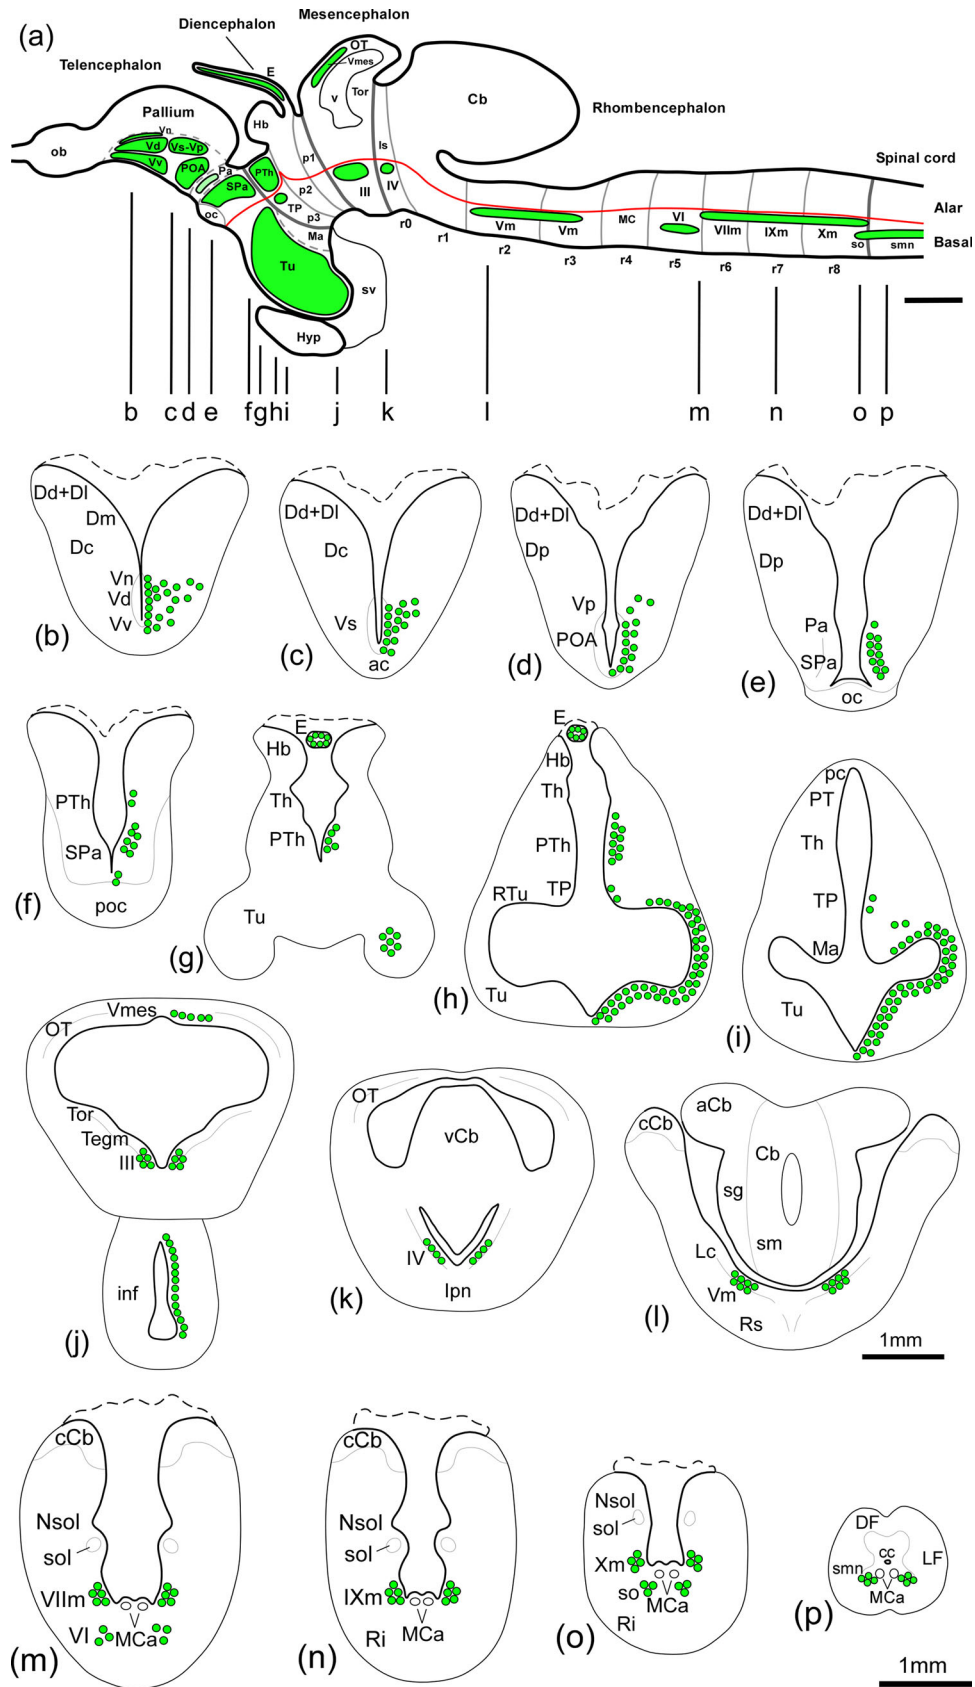 (a)
Mesencephalon
Diencephalon
Telencephalon
Rhombencephalon
Spinal cord
Alar
Basal
E
OT
Vmes
v
Tor
Cb
Pallium
Hb
ob
Vn
Vd
Vs-Vp
Vv
POA
Pa
SPa
oc
PTh
TP
p1
p2
p3
III
Is
IV
Ma
Tu
sv
Hyp
r0
r1
Vm
r2
Vm
r3
MC
r4
VI
r5
VIIm
r6
IXm
r7
Xm
r8
so
smn
b
c
d
e
f
g
h
i
j
k
l
m
n
o
p
Dd+Dl
Dm
Dc
Vn
Vd
Vv
(b)
Dd+Dl
Dc
Vs
ac
(c)
Dd+Dl
Dp
Vp
POA
(d)
Dd+Dl
Dp
Pa
SPa
oc
(e)
PTh
SPa
poc
(f)
E
Hb
Th
PTh
Tu
(g)
E
Hb
Th
PTh
TP
RTu
Tu
(h)
pc
PT
Th
TP
Ma
Tu
(i)
Vmes
OT
Tor
Tegm
III
inf
(j)
OT
vCb
IV
Ipn
(k)
aCb
cCb
Cb
sg
sm
Lc
Vm
Rs
(l)
1mm
cCb
Nsol
sol
VIIm
VI
MCa
(m)
cCb
Nsol
sol
IXm
MCa
Ri
(n)
Nsol
sol
Xm
so
MCa
Ri
(o)
DF
cc
LF
smn
MCa
(p)
1mm